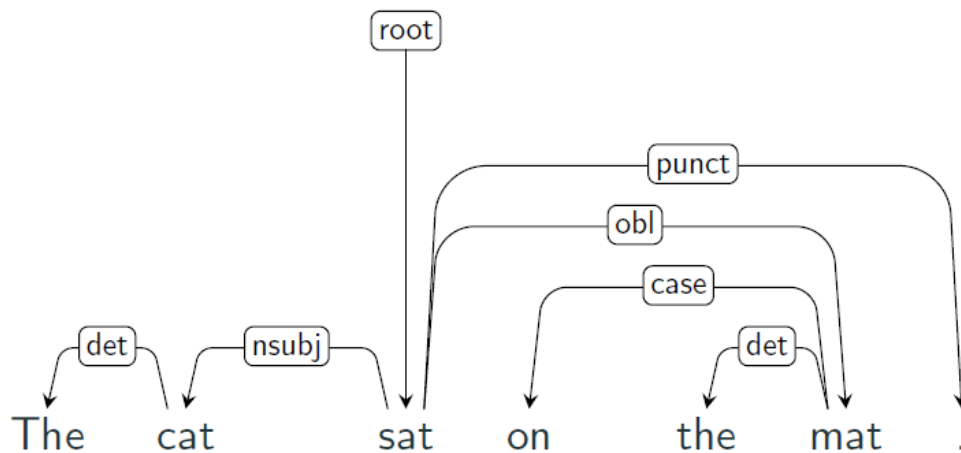 root
punct
obl
case
det nsubj det
The cat sat on the mat .